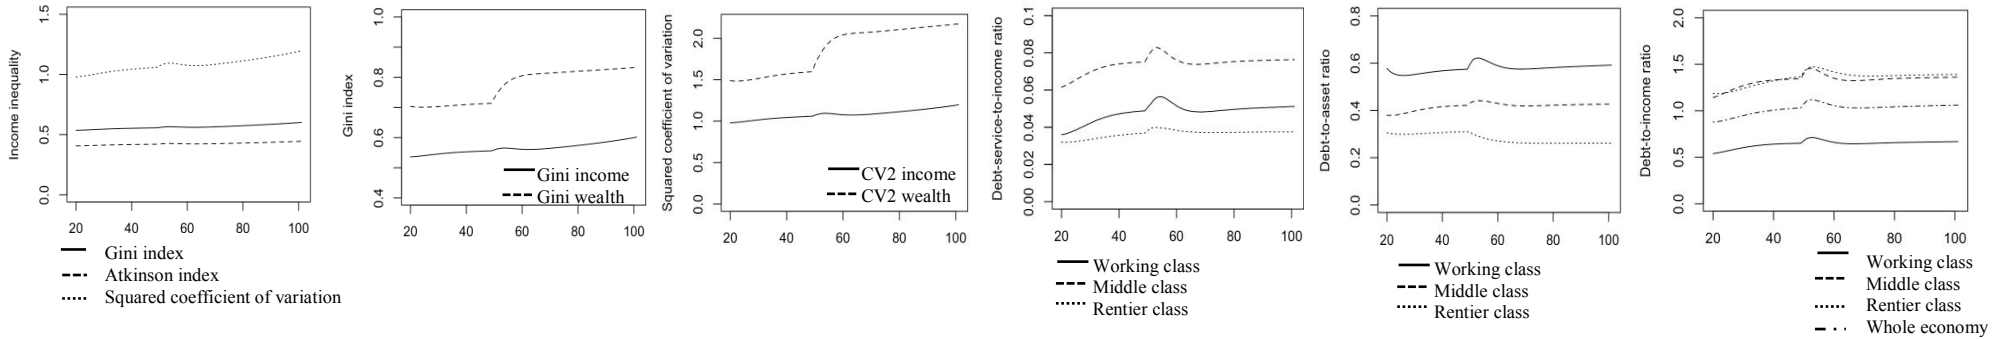 Income inequality
1.5
1.0
0.5
0.0
20 40 60 80 100
Gini index
Atkinson index
Squared coefficient of variation
Gini index
1.0
0.8
0.6
0.4
20 40 60 80 100
Gini income
Gini wealth
Squared coefficient of variation
2.0
1.5
1.0
0.5
0.0
20 40 60 80 100
CV2 income
CV2 wealth
Debt-service-to-income ratio
0.1
0.08
0.06
0.04
0.02
0.00
20 40 60 80 100
Working class
Middle class
Rentier class
Debt-to-asset ratio
0.8
0.6
0.4
0.2
0.0
20 40 60 80 100
Working class
Middle class
Rentier class
Debt-to-income ratio
2.0
1.5
1.0
0.5
0.0
20 40 60 80 100
Working class
Middle class
Rentier class
Whole economy